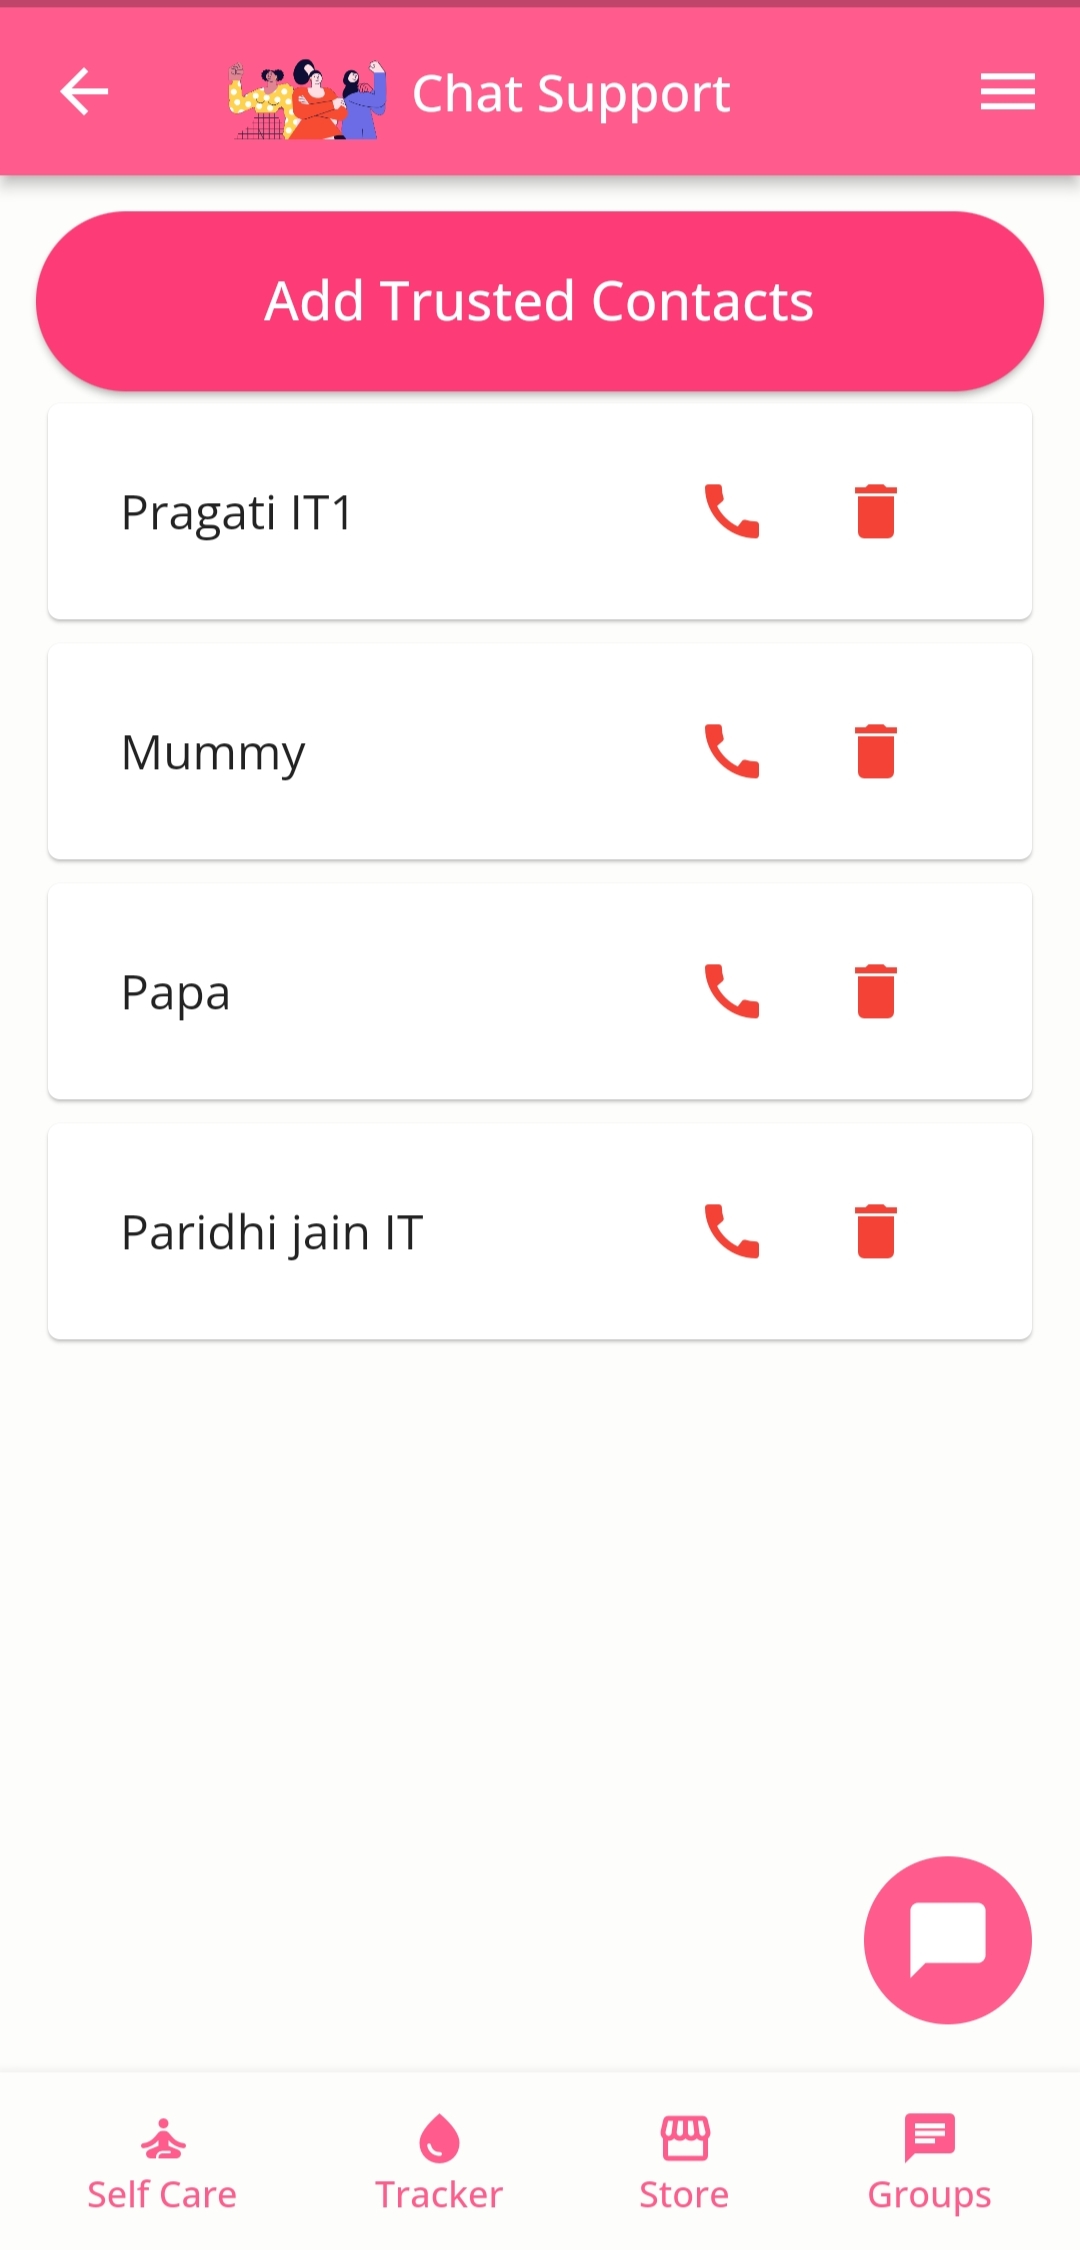 Chat Support
Add Trusted Contacts
Pragati IT1
Mummy
Papa
Paridhi jain IT
Self Care
Tracker
Store
Groups